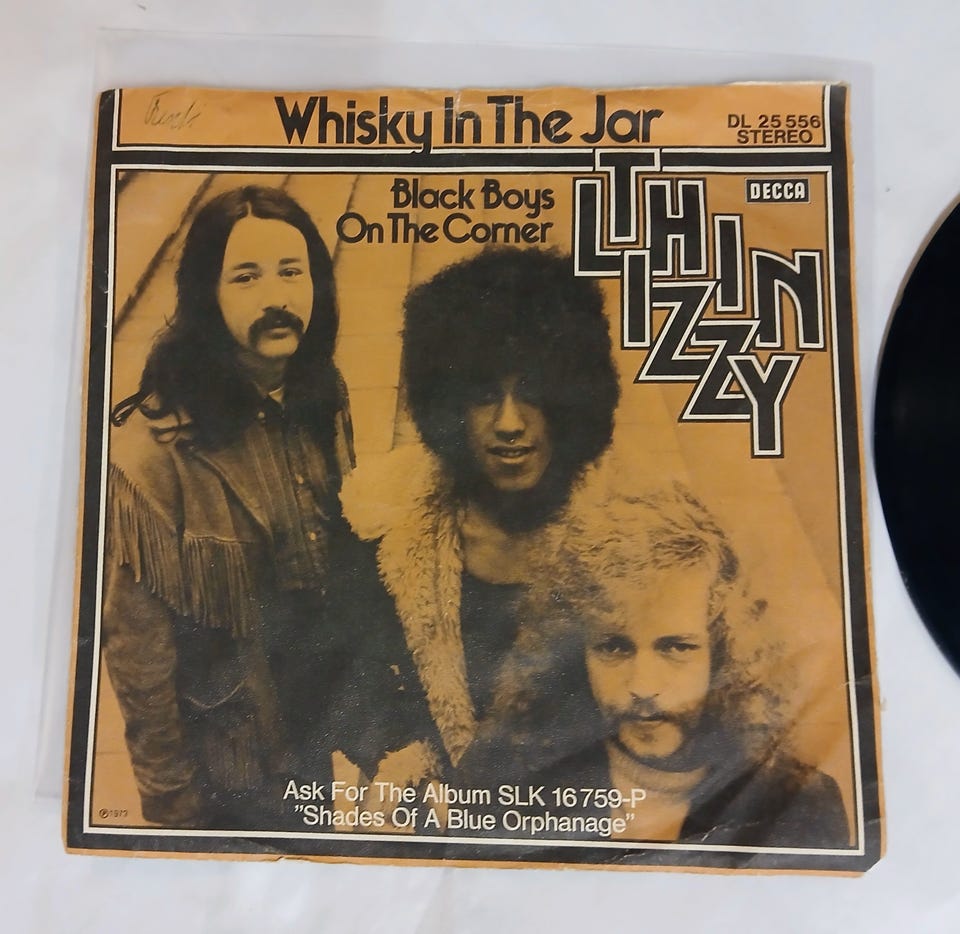 Whisky In The Jar
DL 25 556
STEREO
Black Boys
On The Corner
THIN
LIZZY
DECCA
Ask For The Album SLK 16 759-P
"Shades Of A Blue Orphanage"
℗1973